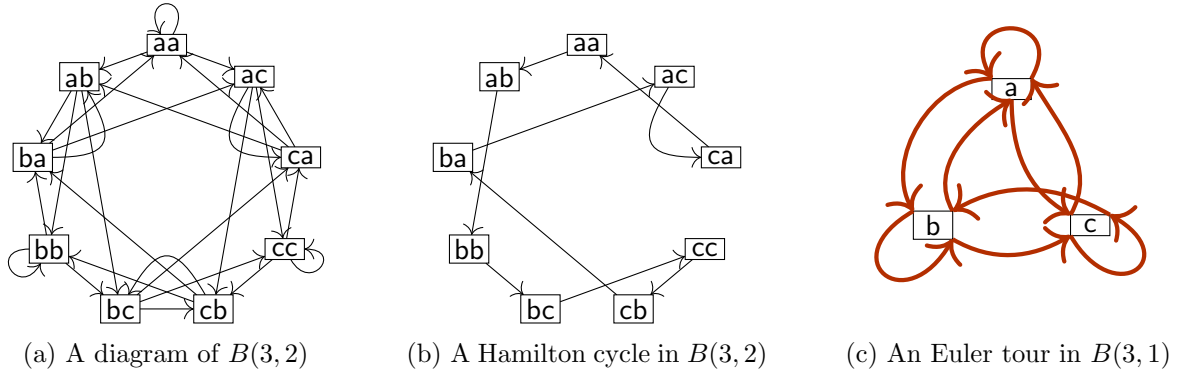 aa
ab
ac
ba
ca
bb
cc
bc
cb
(a) A diagram of B(3, 2)
aa
ab
ac
ba
ca
bb
cc
bc
cb
(b) A Hamilton cycle in B(3, 2)
a
b
c
(c) An Euler tour in B(3, 1)